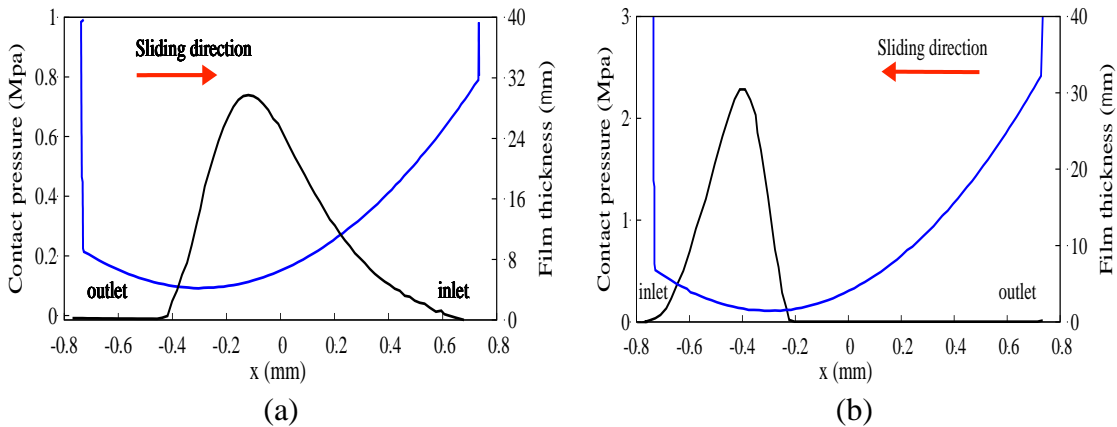 Contact pressure (Mpa)
1
0.8
0.6
0.4
0.2
0
Sliding direction
outlet
inlet
40
32
24
16
8
0
Film thickness (mm)
-0.8 -0.6 -0.4 -0.2 0 0.2 0.4 0.6 0.8
x (mm)
(a)
Contact pressure (Mpa)
3
2
1
0
Sliding direction
inlet
outlet
40
30
20
10
0
Film thickness (mm)
-0.8 -0.6 -0.4 -0.2 0 0.2 0.4 0.6 0.8
x (mm)
(b)